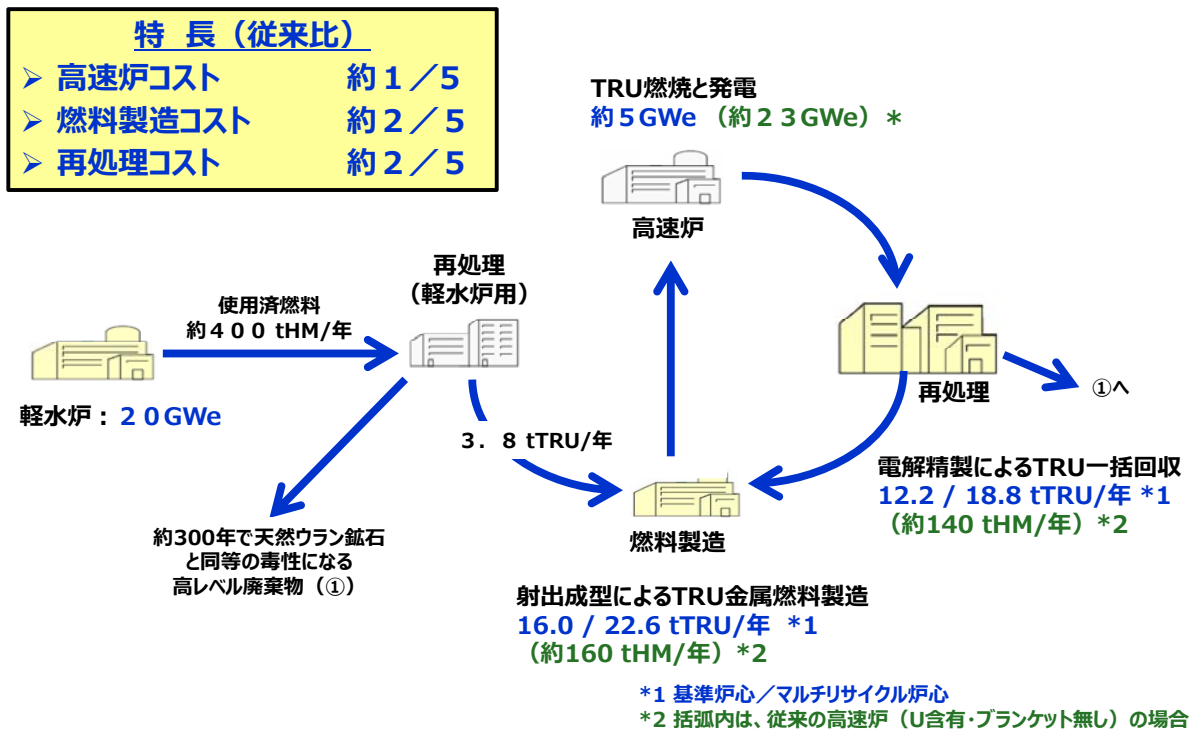 特 長（従来比）
➢ 高速炉コスト 約１／5
➢ 燃料製造コスト 約２／5
➢ 再処理コスト 約２／5
TRU燃焼と発電
約５GWe （約２３GWe）＊
高速炉
再処理
（軽水炉用）
使用済燃料
約４００ tHM/年
軽水炉：２０GWe
3．8 tTRU/年
再処理
①へ
電解精製によるTRU一括回収
12.2 / 18.8 tTRU/年 *1
（約140 tHM/年）*2
燃料製造
約300年で天然ウラン鉱石
と同等の毒性になる
高レベル廃棄物（①）
射出成型によるTRU金属燃料製造
16.0 / 22.6 tTRU/年 *1
（約160 tHM/年）*2
*1 基準炉心／マルチリサイクル炉心
*2 括弧内は、従来の高速炉（U含有・ブランケット無し）の場合